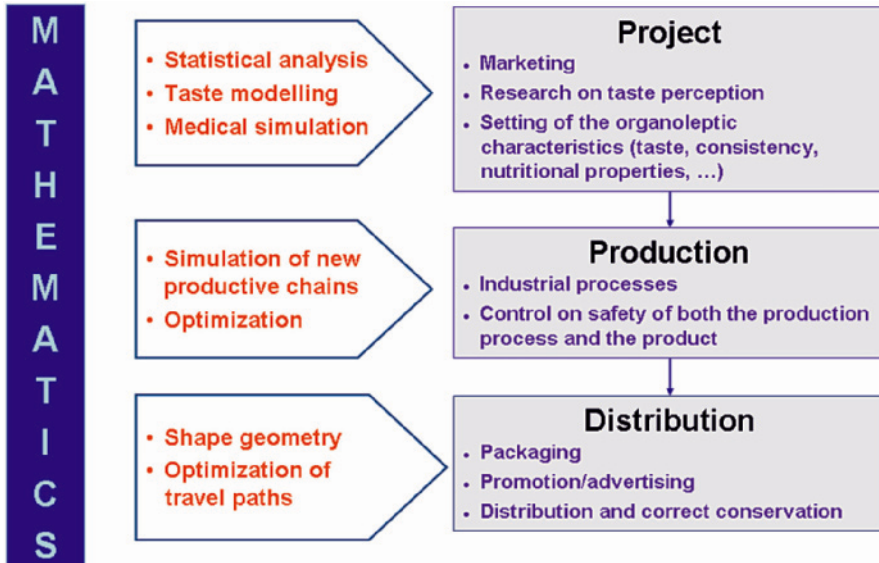 MATHEMATICS
• Statistical analysis
• Taste modelling
• Medical simulation
Project
• Marketing
• Research on taste perception
• Setting of the organoleptic
characteristics (taste, consistency,
nutritional properties, ...)
• Simulation of new
productive chains
• Optimization
Production
• Industrial processes
• Control on safety of both the production
process and the product
• Shape geometry
• Optimization of
travel paths
Distribution
• Packaging
• Promotion/advertising
• Distribution and correct conservation